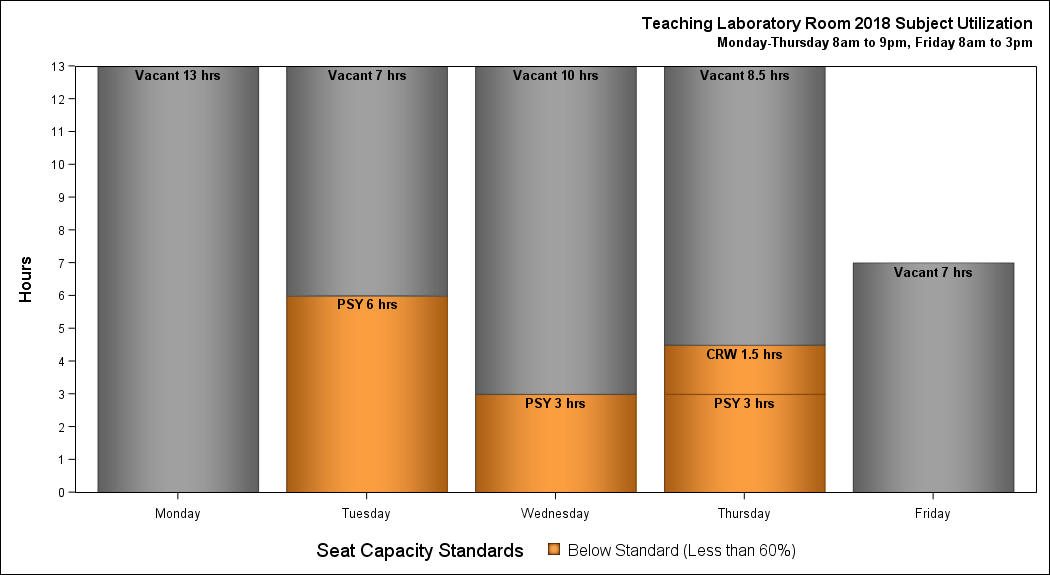 Teaching Laboratory Room 2018 Subject Utilization
Monday-Thursday 8am to 9pm, Friday 8am to 3pm
Hours
13
12
11
10
9
8
7
6
5
4
3
2
1
0
Vacant 13 hrs
Vacant 7 hrs
PSY 6 hrs
Vacant 10 hrs
PSY 3 hrs
Vacant 8.5 hrs
CRW 1.5 hrs
PSY 3 hrs
Vacant 7 hrs
Monday
Tuesday
Wednesday
Thursday
Friday
Seat Capacity Standards
Below Standard (Less than 60%)